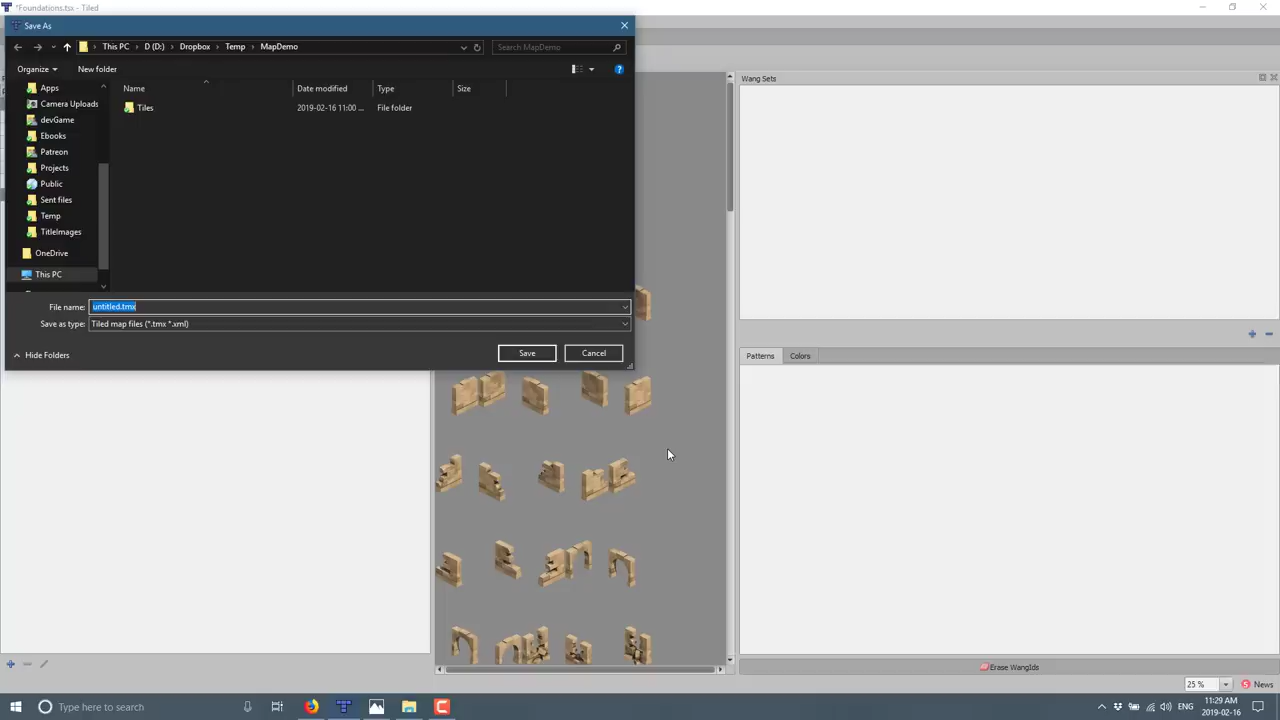 *Foundations.tsx - Tiled
Save As
This PC > D (D:) > Dropbox > Temp > MapDemo
Search MapDemo
Organize
New folder
Name
Date modified
Type
Size
Apps
Camera Uploads
devGame
Ebooks
Patreon
Projects
Public
Sent files
Temp
TitleImages
OneDrive
This PC
Tiles
2019-02-16 11:00 ...
File folder
File name:
untitled.tmx
Save as type:
Tiled map files (*.tmx *.xml)
Hide Folders
Save
Cancel
Wang Sets
Patterns
Colors
Erase WangIds
25 %
News
Type here to search
ENG
11:29 AM
2019-02-16